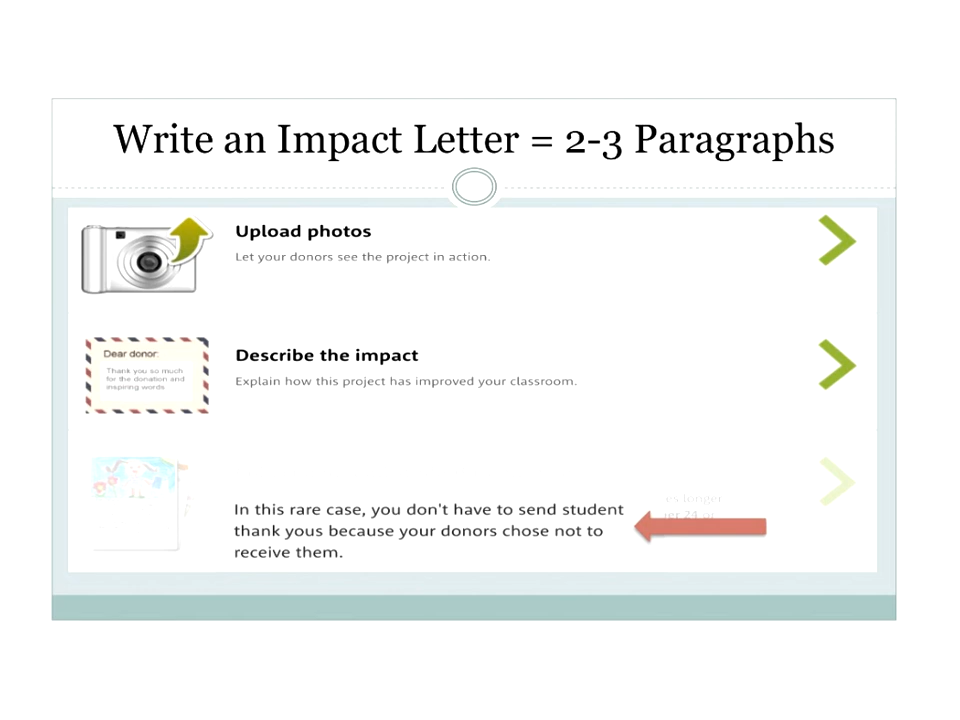 Write an Impact Letter = 2-3 Paragraphs
Upload photos
Let your donors see the project in action.
Describe the impact
Explain how this project has improved your classroom.
Dear donor:
Thank you so much
for the donation and
inspiring words.
In this rare case, you don't have to send student
thank yous because your donors chose not to
receive them.
longer
24